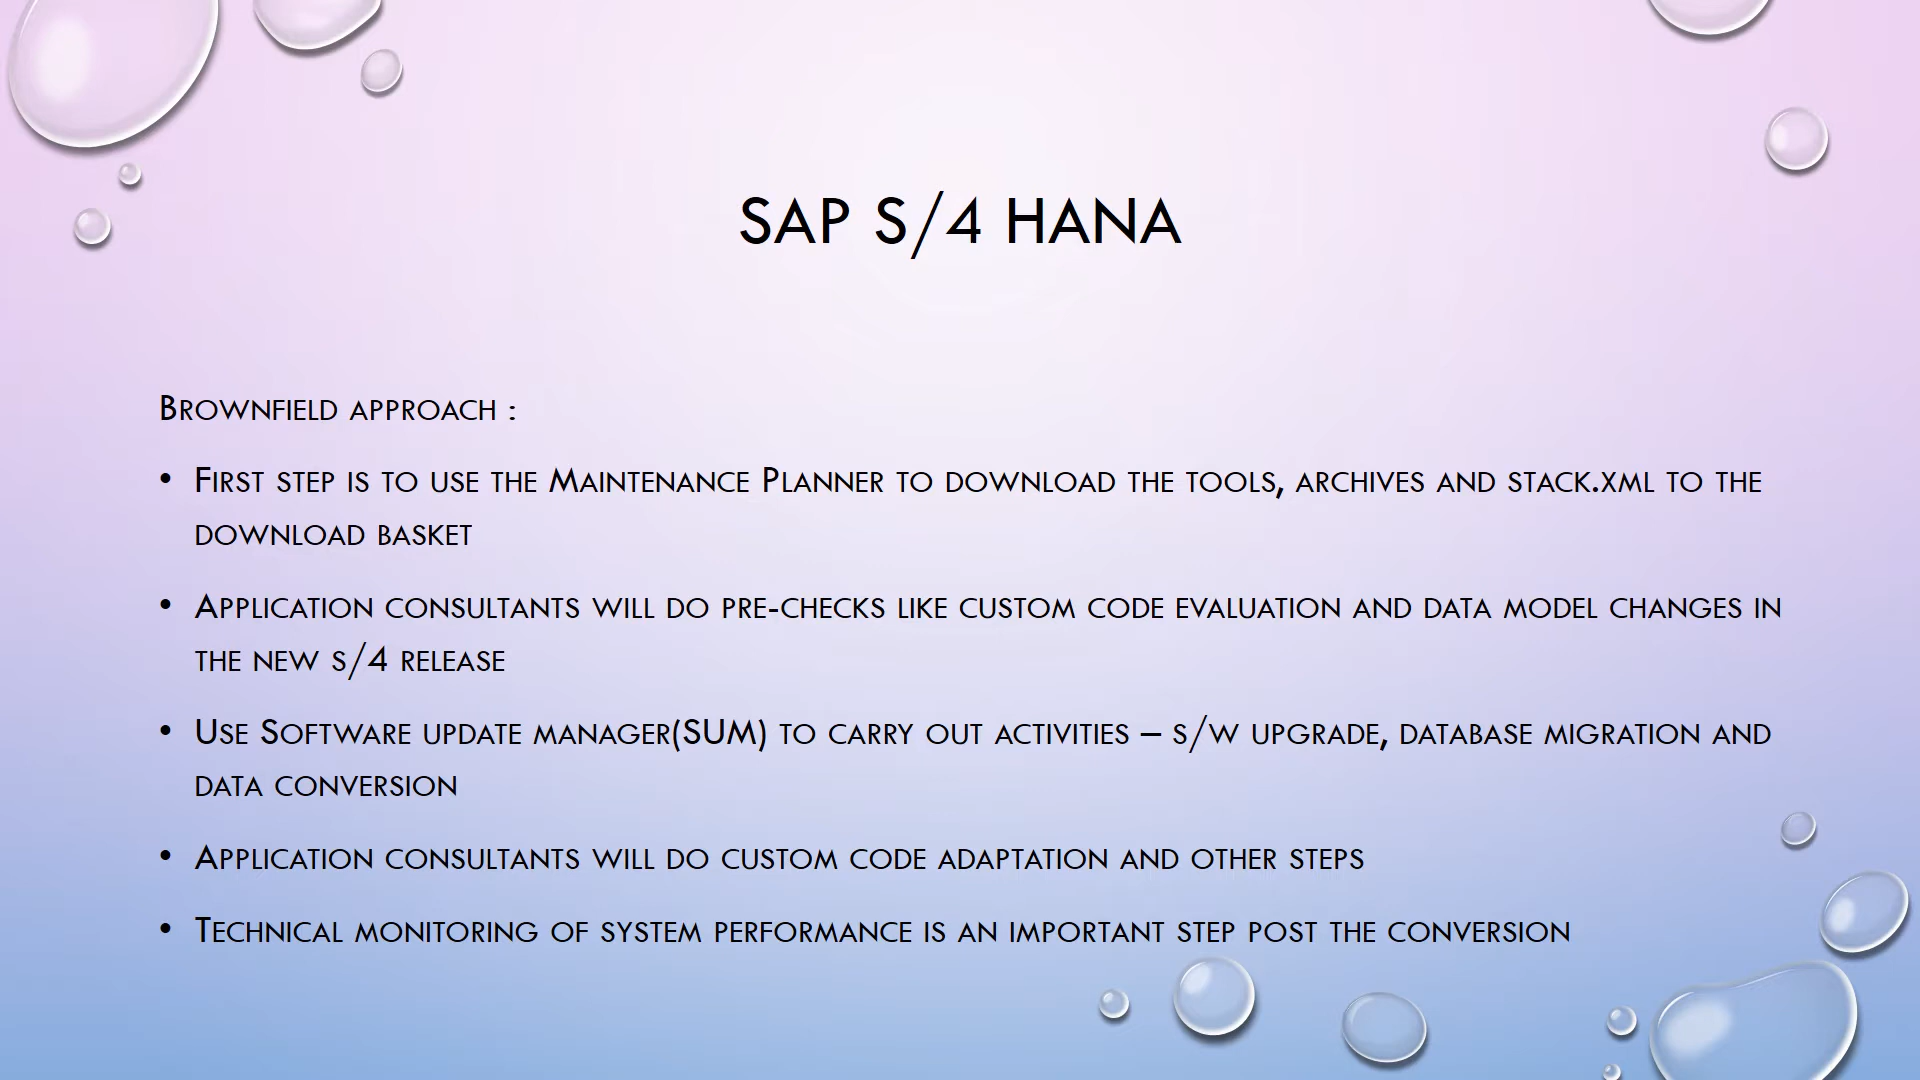 SAP S/4 HANA
Brownfield approach :
• First step is to use the Maintenance Planner to download the tools, archives and stack.xml to the
download basket
• Application consultants will do pre-checks like custom code evaluation and data model changes in
the new s/4 release
• Use Software update manager(SUM) to carry out activities – s/w upgrade, database migration and
data conversion
• Application consultants will do custom code adaptation and other steps
• Technical monitoring of system performance is an important step post the conversion